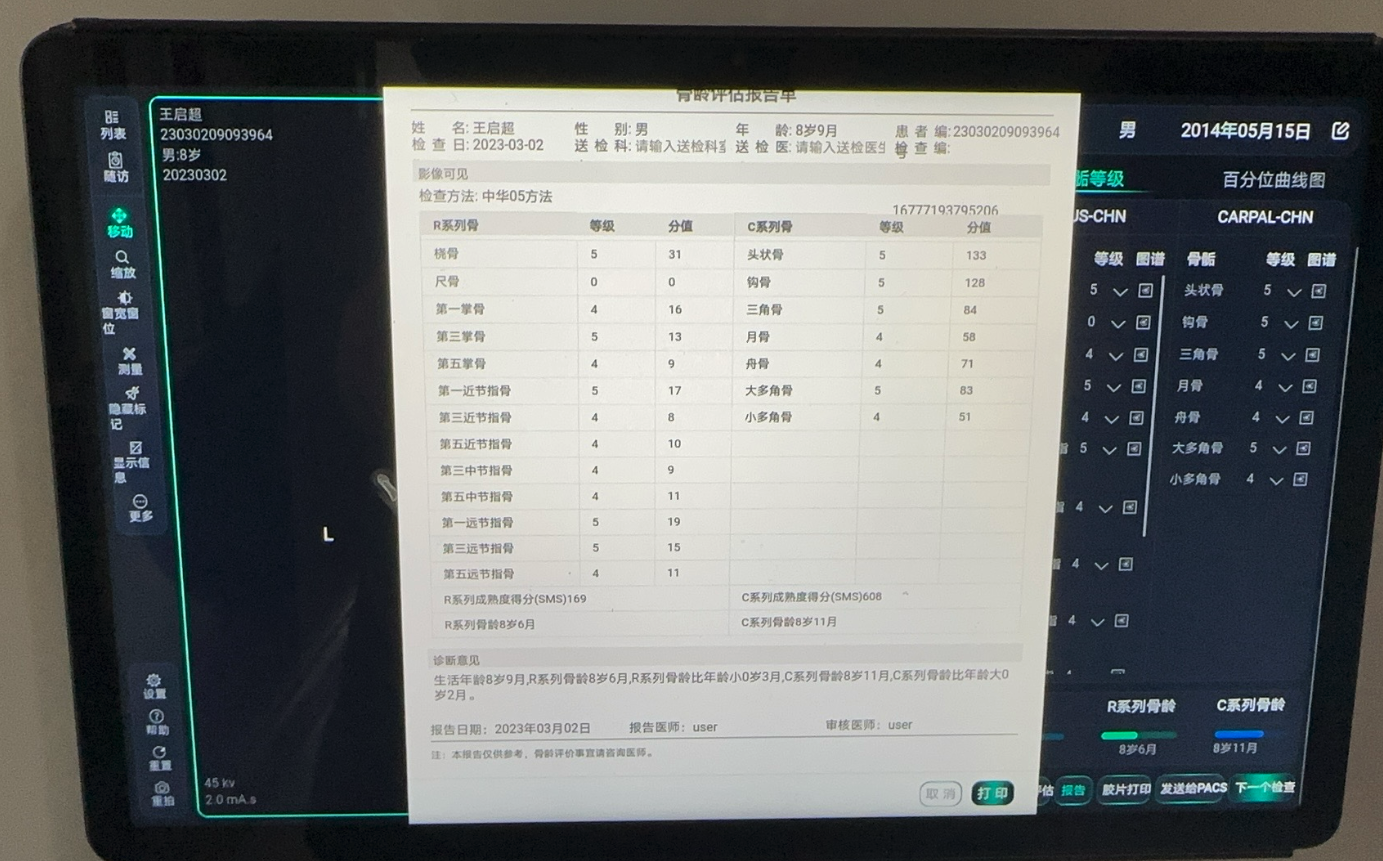 列表
随访
移动
缩放
窗宽窗位
测量
隐藏标记
显示信息
更多
设置
帮助
重置
重拍
王启超
23030209093964
男:8岁
20230302
L
45 kv
2.0 mA.s
骨龄评估报告单
姓 名: 王启超 性 别: 男 年 龄: 8岁9月 患 者 编: 23030209093964
检 查 日: 2023-03-02 送 检 科: 请输入送检科 送 检 医: 请输入送检医生 检 查 编:
号
影像可见
检查方法: 中华05方法
16777193795206
R系列骨 等级 分值 C系列骨 等级 分值
桡骨 5 31 头状骨 5 133
尺骨 0 0 钩骨 5 128
第一掌骨 4 16 三角骨 5 84
第三掌骨 5 13 月骨 4 58
第五掌骨 4 9 舟骨 4 71
第一近节指骨 5 17 大多角骨 5 83
第三近节指骨 4 8 小多角骨 4 51
第五近节指骨 4 10
第三中节指骨 4 9
第五中节指骨 4 11
第一远节指骨 5 19
第三远节指骨 5 15
第五远节指骨 4 11
R系列成熟度得分(SMS)169 C系列成熟度得分(SMS)608
R系列骨龄8岁6月 C系列骨龄8岁11月
诊断意见
生活年龄8岁9月,R系列骨龄8岁6月,R系列骨龄比年龄小0岁3月,C系列骨龄8岁11月,C系列骨龄比年龄大0
岁2月。
报告日期: 2023年03月02日 报告医师: user 审核医师: user
注: 本报告仅供参考、骨龄评价事宜请咨询医师。
取 消 打 印
男 2014年05月15日
骺等级 百分位曲线图
US-CHN CARPAL-CHN
等级 图谱 骨骺 等级 图谱
5 头状骨 5
0 钩骨 5
4 三角骨 5
5 月骨 4
4 舟骨 4
5 大多角骨 5
小多角骨 4
4
4
4
4
R系列骨龄 C系列骨龄
8岁6月 8岁11月
估 报告 胶片打印 发送给PACS 下一个检查